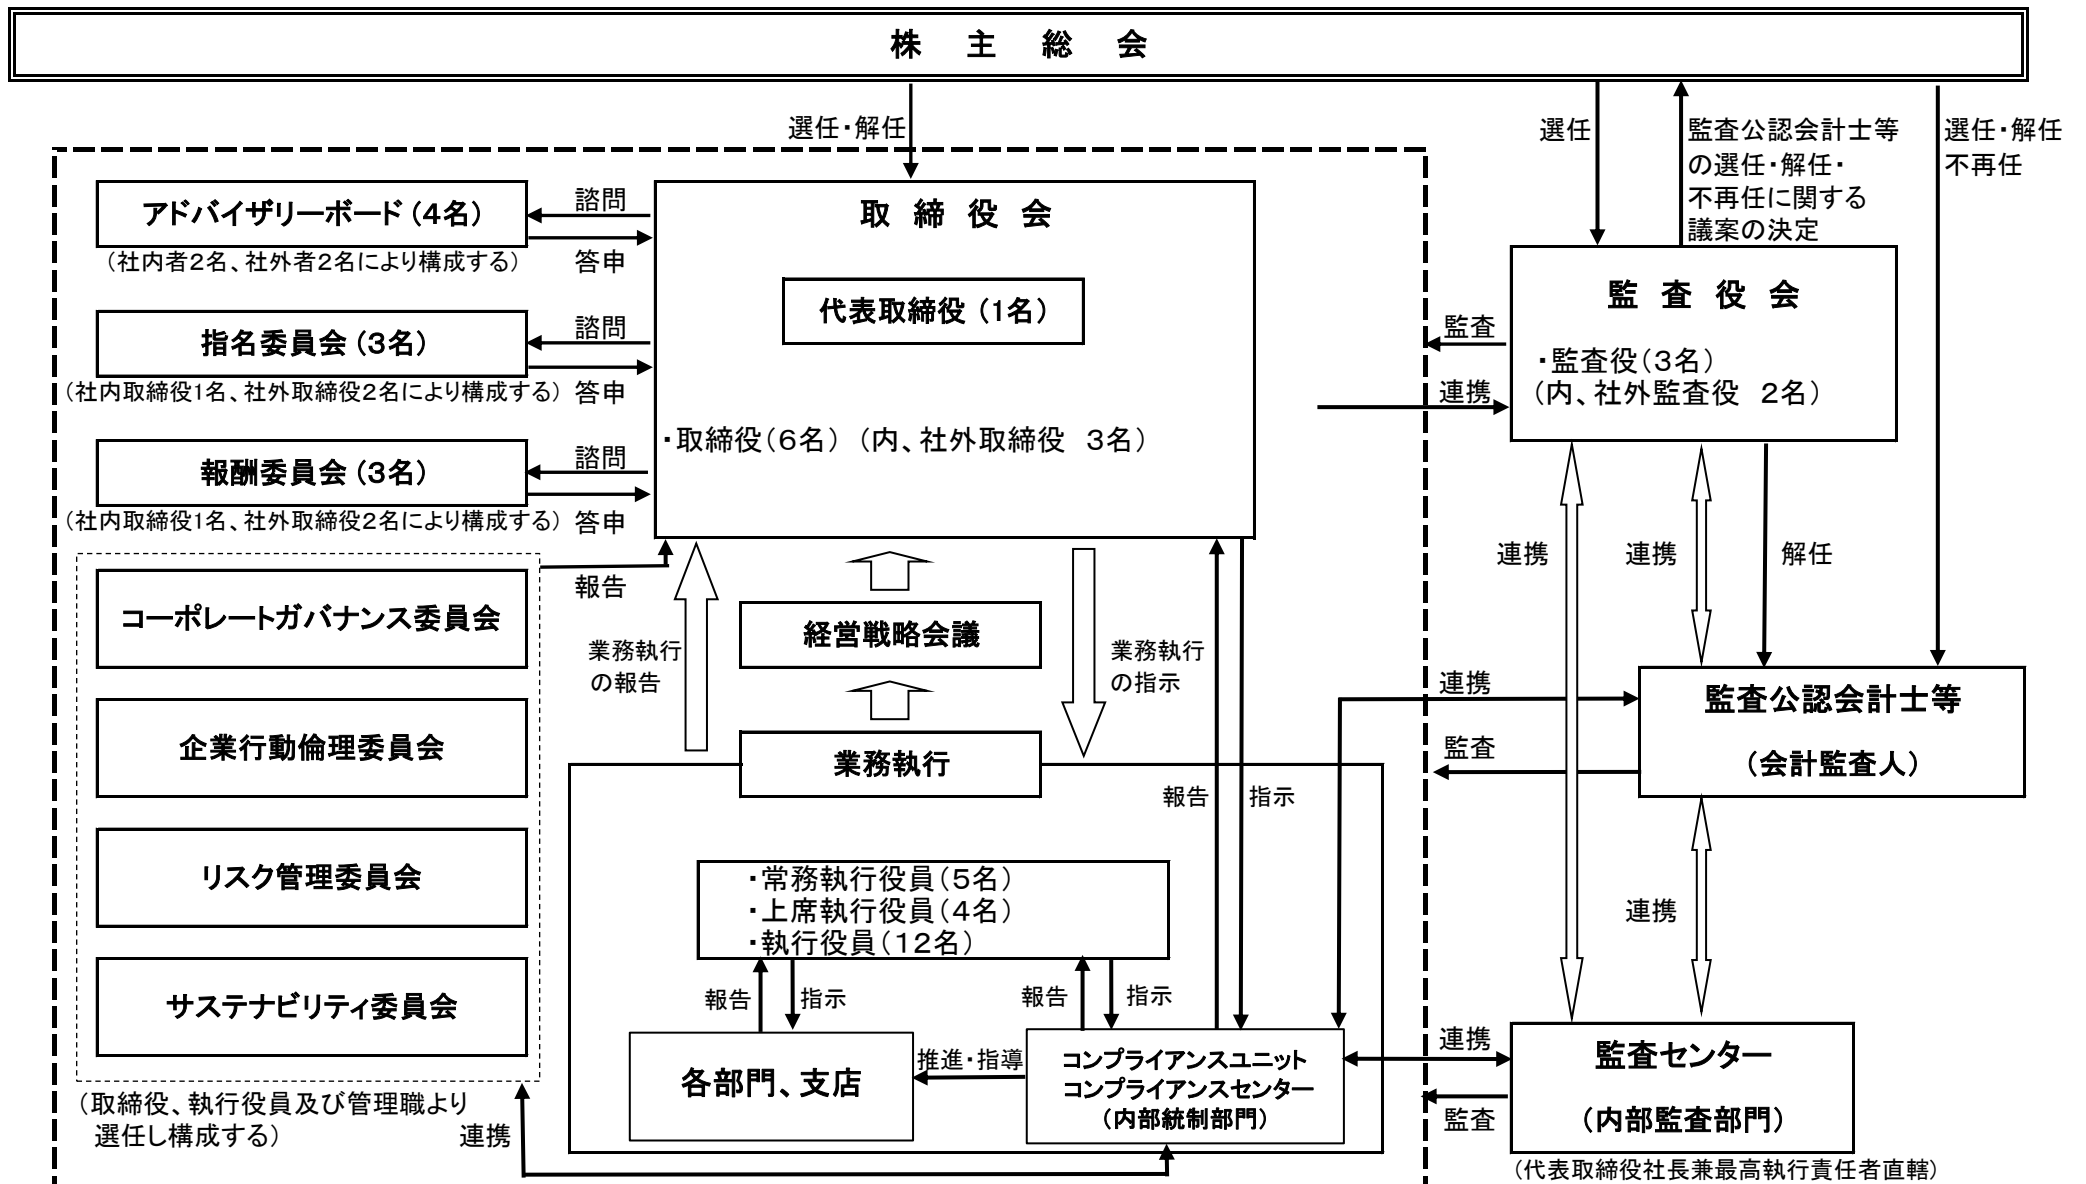 株 主 総 会
選任・解任
選任
監査公認会計士等
の選任・解任・
不再任に関する
議案の決定
選任・解任
不再任
アドバイザリーボード（４名）
（社内者２名、社外者２名により構成する）
諮問
答申
指名委員会（３名）
（社内取締役1名、社外取締役２名により構成する）
諮問
答申
報酬委員会（３名）
（社内取締役1名、社外取締役２名により構成する）
諮問
答申
取 締 役 会
代表取締役（１名）
・取締役（６名）（内、社外取締役　３名）
監 査 役 会
・監査役（３名）
（内、社外監査役　２名）
監査
連携
連携
連携
解任
報告
コーポレートガバナンス委員会
企業行動倫理委員会
リスク管理委員会
サステナビリティ委員会
（取締役、執行役員及び管理職より
選任し構成する）
連携
業務執行
の報告
経営戦略会議
業務執行
の指示
業務執行
報告
指示
・常務執行役員（５名）
・上席執行役員（４名）
・執行役員（１２名）
報告
指示
報告
指示
各部門、支店
推進・指導
コンプライアンスユニット
コンプライアンスセンター
（内部統制部門）
連携
監査
監査公認会計士等
（会計監査人）
連携
連携
監査
監査センター
（内部監査部門）
（代表取締役社長兼最高執行責任者直轄）